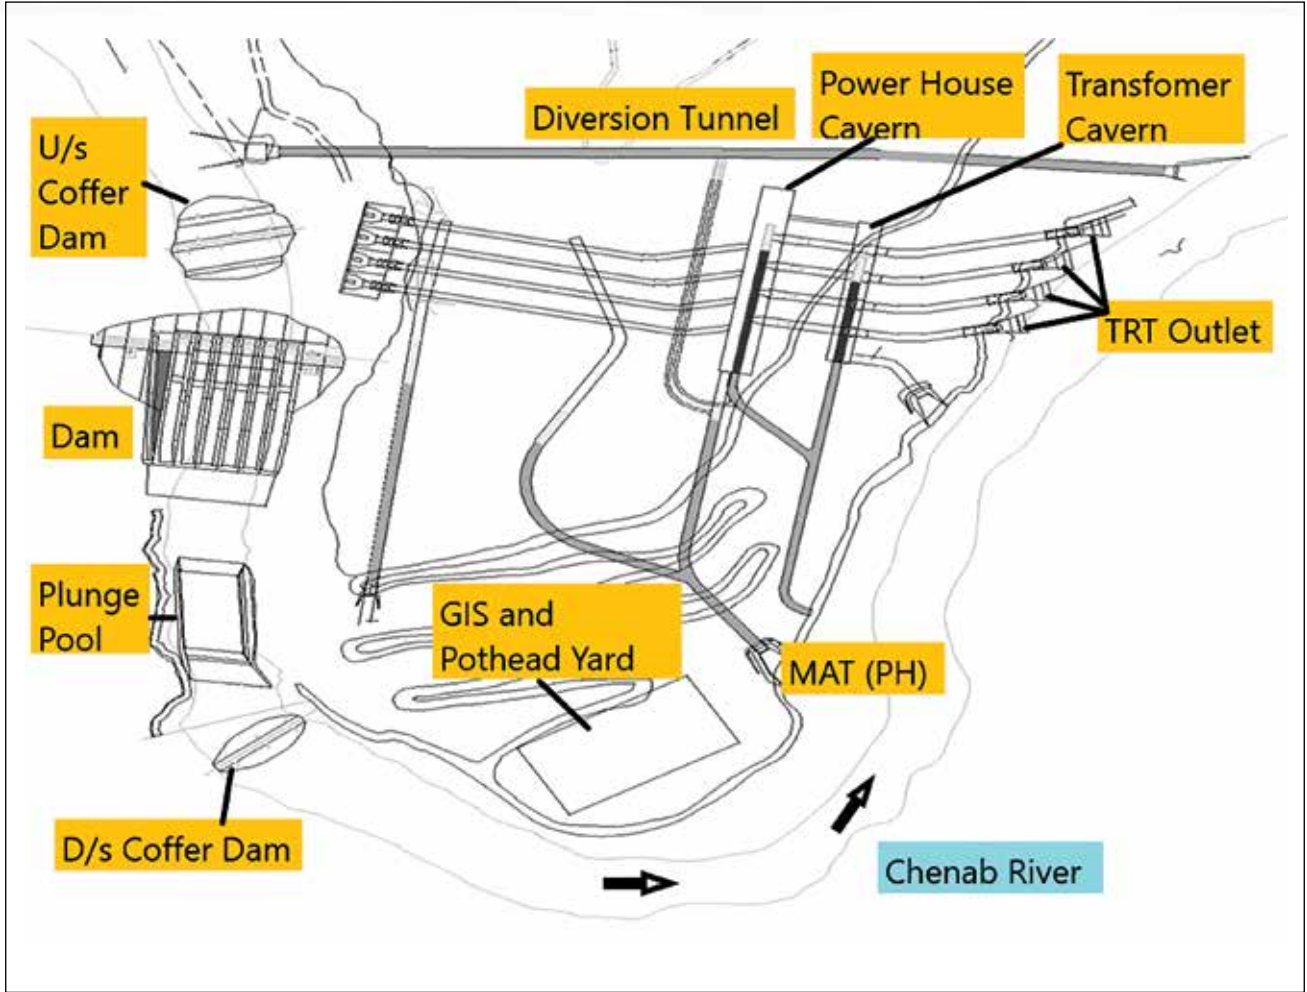 Diversion Tunnel
Power House
Cavern
Transfomer
Cavern
U/s
Coffer
Dam
TRT Outlet
Dam
Plunge
Pool
GIS and
Pothead Yard
MAT (PH)
D/s Coffer Dam
Chenab River